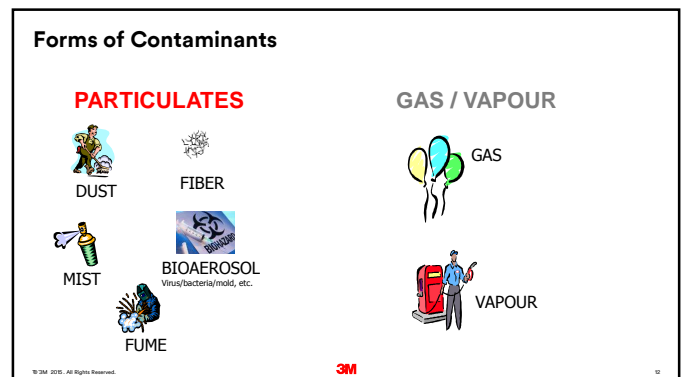 Forms of Contaminants
PARTICULATES
DUST
FIBER
MIST
BIOHAZARD
BIOAEROSOL
Virus/bacteria/mold, etc.
FUME
GAS / VAPOUR
GAS
VAPOUR
3M 2015. All Rights Reserved.
3M
12